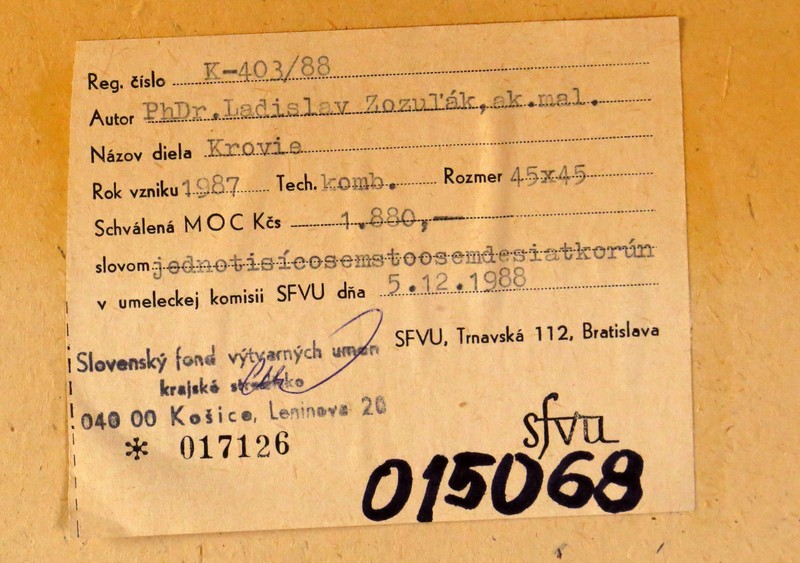 Reg. číslo K-403/88
Autor PhDr.Ladislav Zozuľák,ak.mal.
Názov diela Krovie
Rok vzniku 1987 Tech. komb. Rozmer 45x45
Schválená MOC Kčs 1.880,—
slovom jednotisícosemstoosemdesiatkorún
v umeleckej komisii SFVU dňa 5.12.1988
SFVU, Trnavská 112, Bratislava
Slovenský fond výtvarných umen
krajské stredisko
040 00 Košice, Leninova 20
* 017126
sfvu
015068